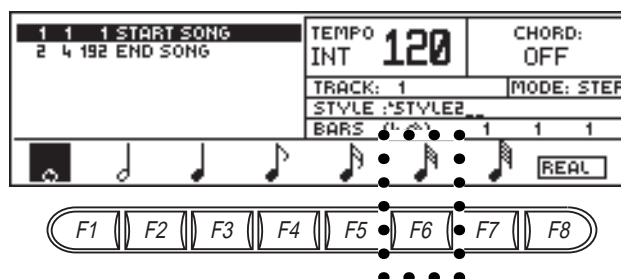 1 1 1 START SONG
2 4 192 END SONG
TEMPO INT 120
CHORD: OFF
TRACK: 1 MODE: STEP
STYLE :*STYLE2__
BARS 1 1 1
REAL
F1 F2 F3 F4 F5 F6 F7 F8